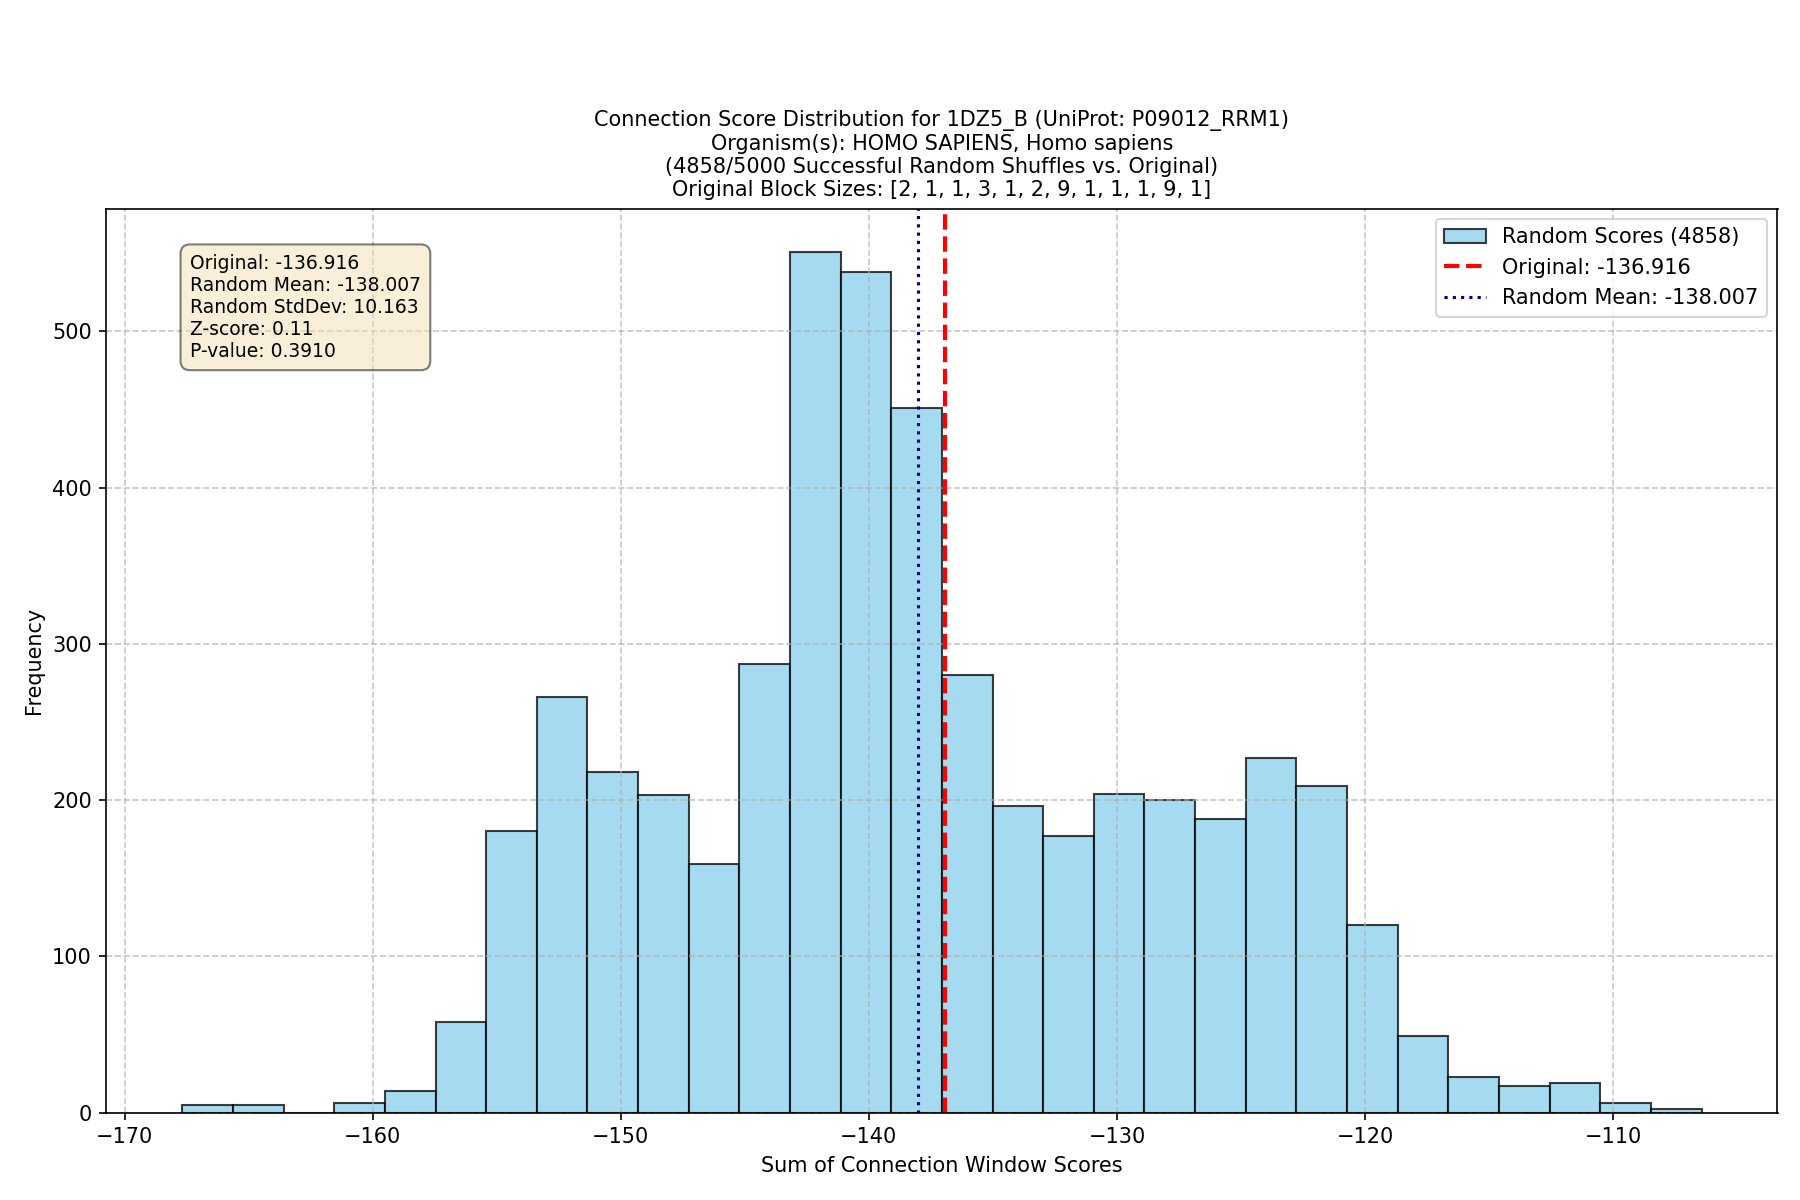 Connection Score Distribution for 1DZ5_B (UniProt: P09012_RRM1)
Organism(s): HOMO SAPIENS, Homo sapiens
(4858/5000 Successful Random Shuffles vs. Original)
Original Block Sizes: [2, 1, 1, 3, 1, 2, 9, 1, 1, 1, 9, 1]
Original: -136.916
Random Mean: -138.007
Random StdDev: 10.163
Z-score: 0.11
P-value: 0.3910
Random Scores (4858)
Original: -136.916
Random Mean: -138.007
Frequency
500
400
300
200
100
0
−170 −160 −150 −140 −130 −120 −110
Sum of Connection Window Scores